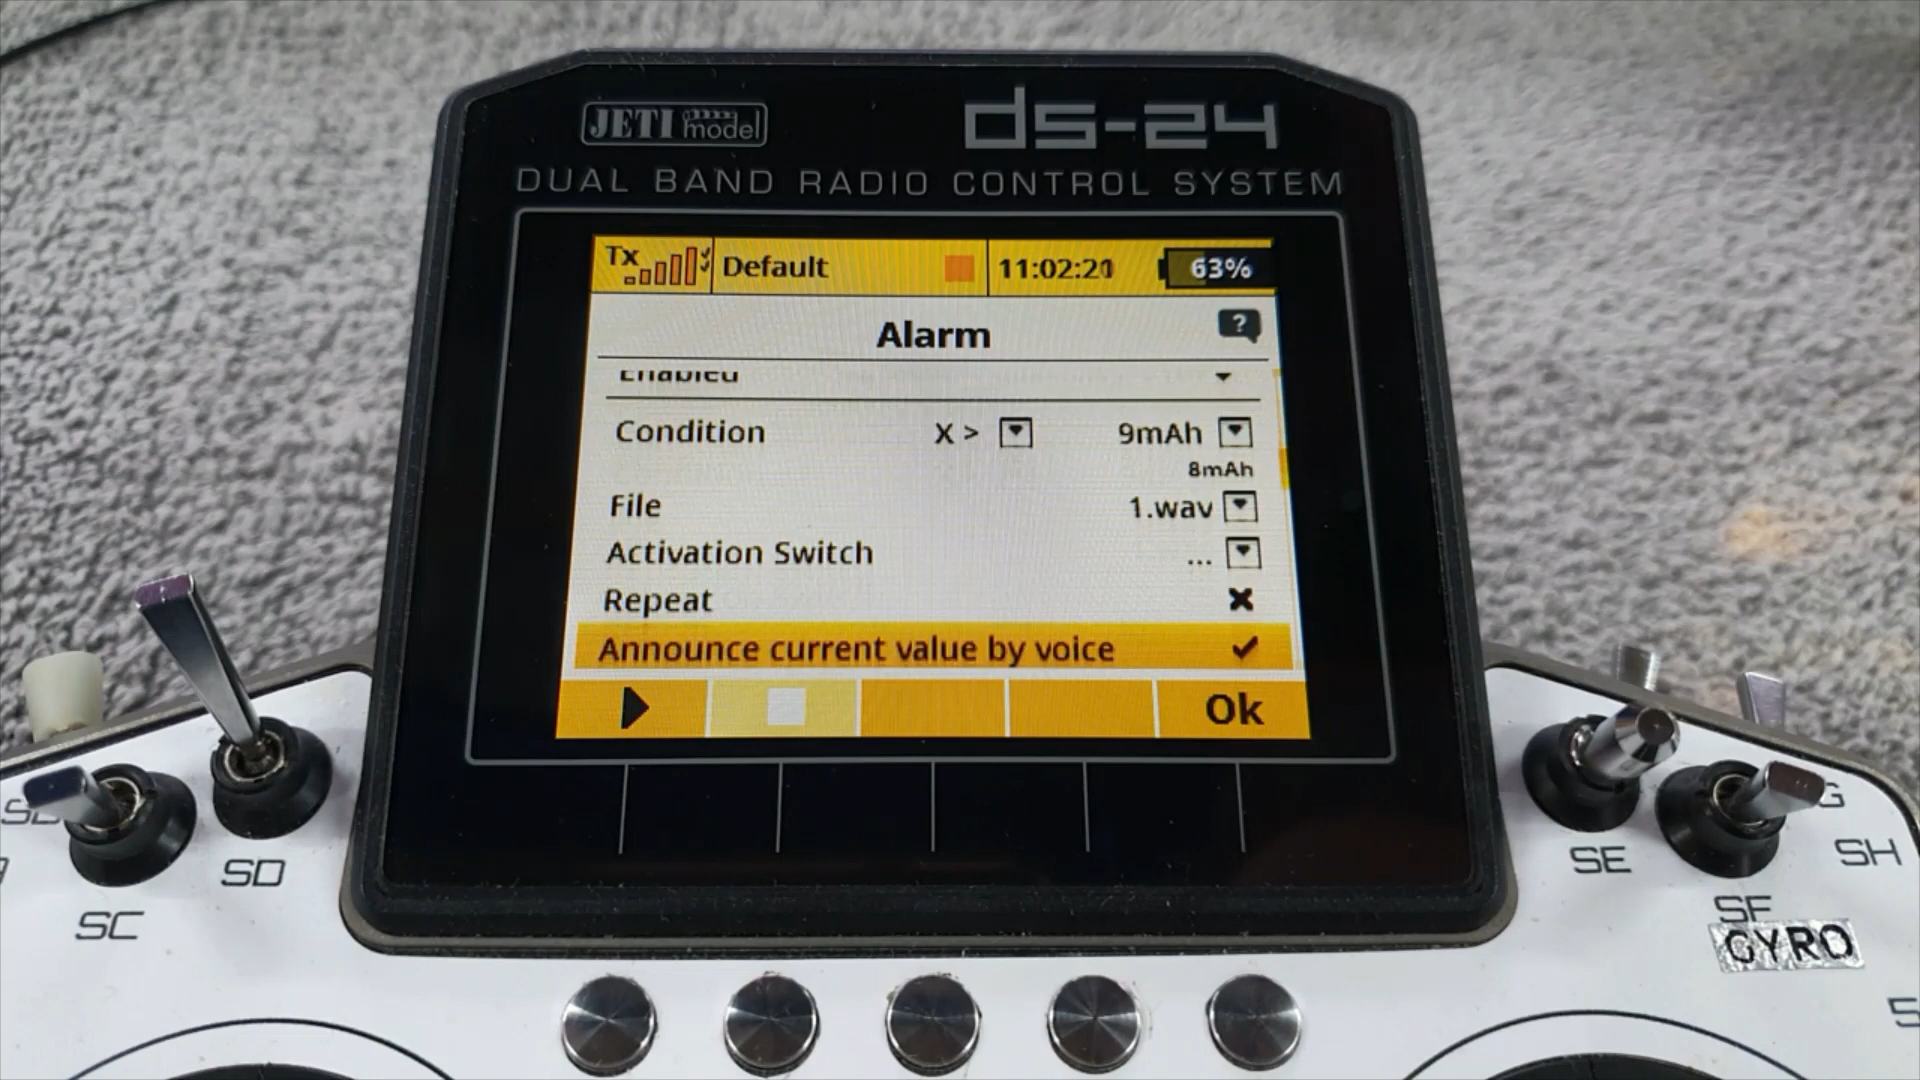 JETI model ds-24
DUAL BAND RADIO CONTROL SYSTEM
Tx Default 11:02:21 63%
Alarm ?
Enabled
Condition X > 9mAh
8mAh
File 1.wav
Activation Switch ...
Repeat
Announce current value by voice
Ok
SD
SC
SE
SH
SF
GYRO
G